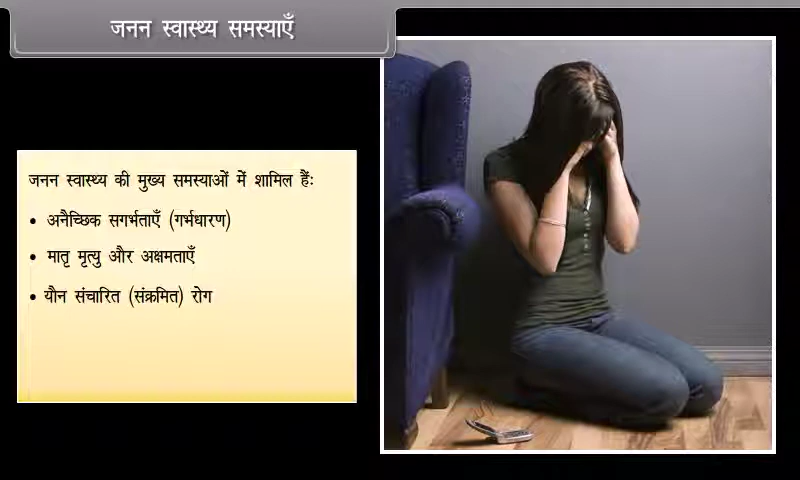 जनन स्वास्थ्य समस्याएँ
जनन स्वास्थ्य की मुख्य समस्याओं में शामिल हैंः
• अनैच्छिक सगर्भताएँ (गर्भधारण)
• मातृ मृत्यु और अक्षमताएँ
• यौन संचारित (संक्रमित) रोग